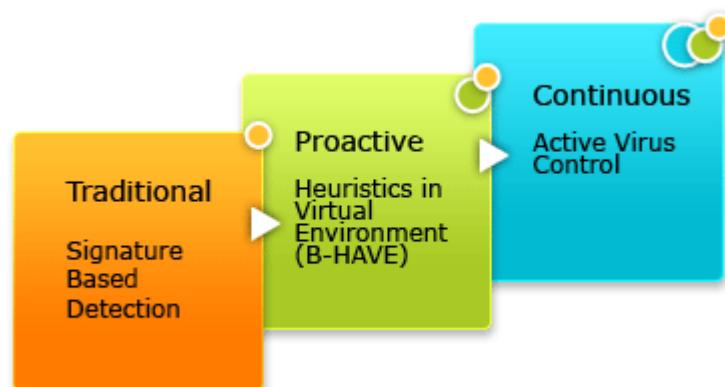 Traditional
Signature
Based
Detection
Proactive
Heuristics in
Virtual
Environment
(B-HAVE)
Continuous
Active Virus
Control